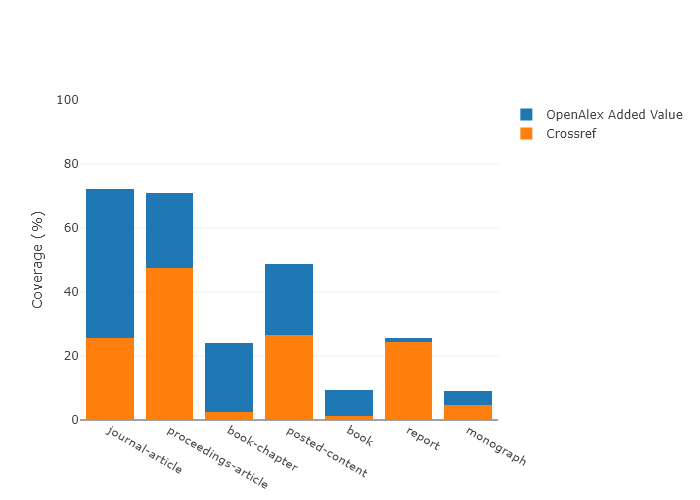 100
80
60
40
20
0
Coverage (%)
OpenAlex Added Value
Crossref
journal-article
proceedings-article
book-chapter
posted-content
book
report
monograph